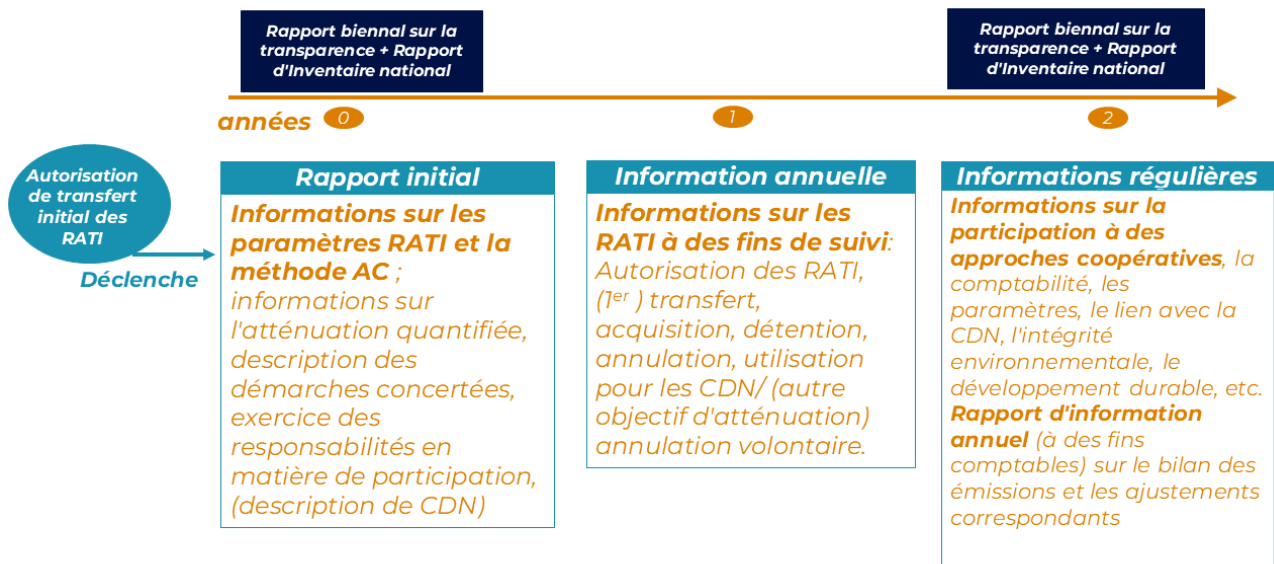 Rapport biennal sur la
transparence + Rapport
d'Inventaire national
Rapport biennal sur la
transparence + Rapport
d'Inventaire national
années
0
1
2
Autorisation
de transfert
initial des
RATI
Déclenche
Rapport initial
Informations sur les
paramètres RATI et la
méthode AC ;
informations sur
l'atténuation quantifiée,
description des
démarches concertées,
exercice des
responsabilités en
matière de participation,
(description de CDN)
Information annuelle
Informations sur les
RATI à des fins de suivi:
Autorisation des RATI,
(1er ) transfert,
acquisition, détention,
annulation, utilisation
pour les CDN/ (autre
objectif d'atténuation)
annulation volontaire.
Informations régulières
Informations sur la
participation à des
approches coopératives, la
comptabilité, les
paramètres, le lien avec la
CDN, l'intégrité
environnementale, le
développement durable, etc.
Rapport d'information
annuel (à des fins
comptables) sur le bilan des
émissions et les ajustements
correspondants